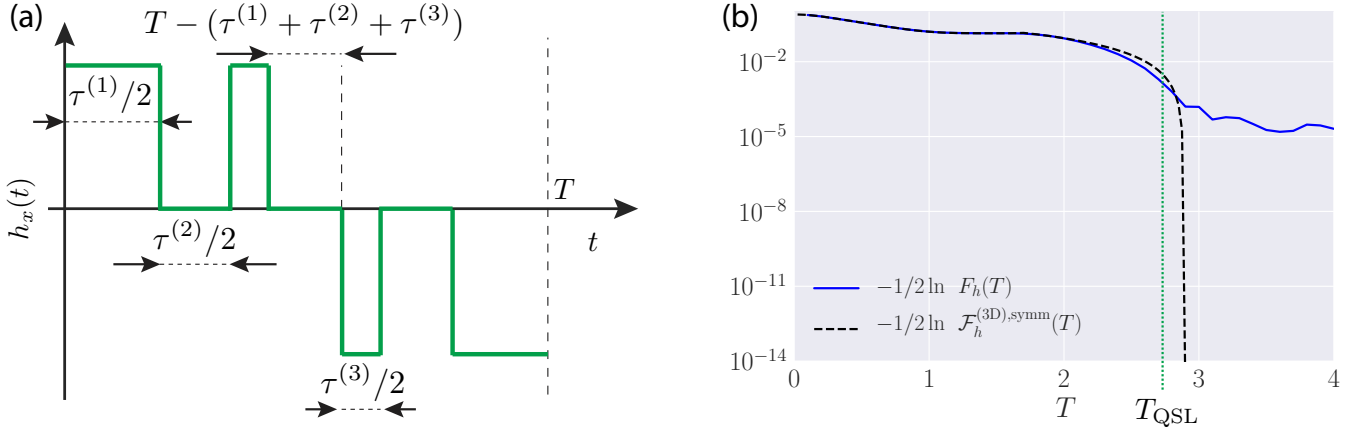 (a)
T − (τ^(1) + τ^(2) + τ^(3))
τ^(1)/2
h_x(t)
T
t
τ^(2)/2
τ^(3)/2
(b)
10^−2
10^−5
10^−8
10^−11
10^−14
−1/2 ln F_h(T)
−1/2 ln ℱ_h^(3D),symm(T)
0 1 2 3 4
T
T_QSL